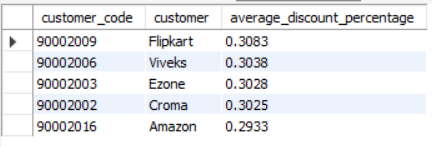 customer_code customer average_discount_percentage
90002009 Flipkart 0.3083
90002006 Viveks 0.3038
90002003 Ezone 0.3028
90002002 Croma 0.3025
90002016 Amazon 0.2933